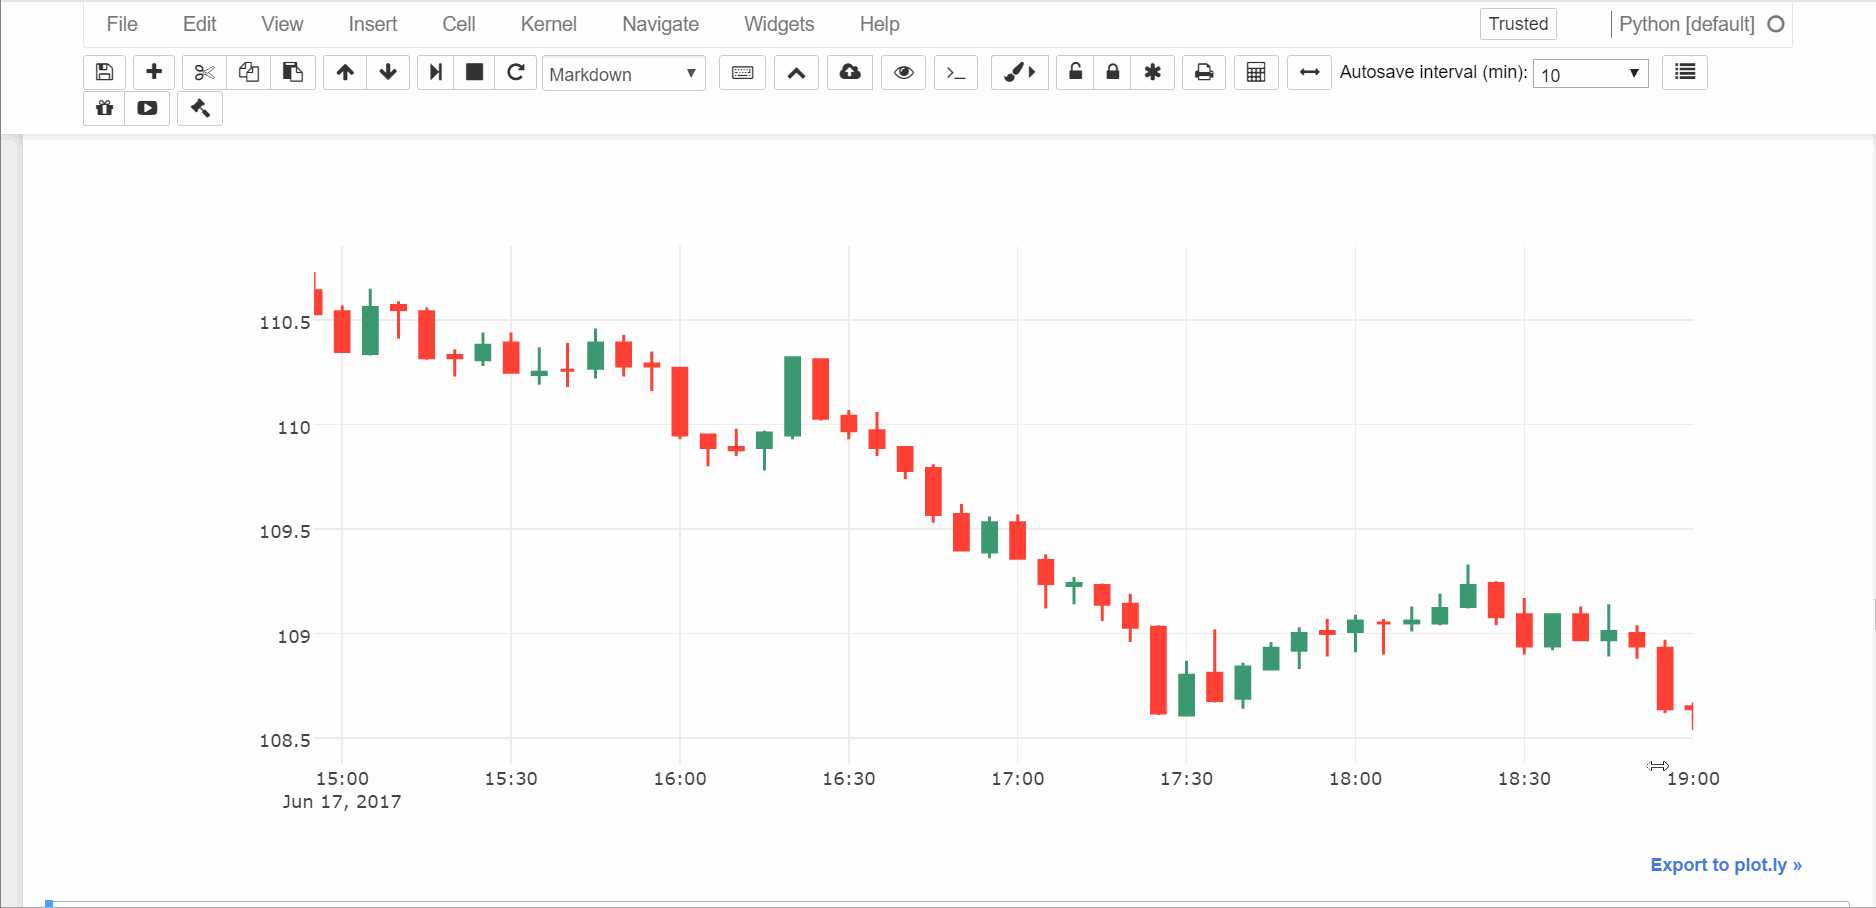 File Edit View Insert Cell Kernel Navigate Widgets Help Trusted Python [default]
Markdown Autosave interval (min): 10
110.5
110
109.5
109
108.5
15:00 15:30 16:00 16:30 17:00 17:30 18:00 18:30 19:00
Jun 17, 2017
Export to plot.ly »